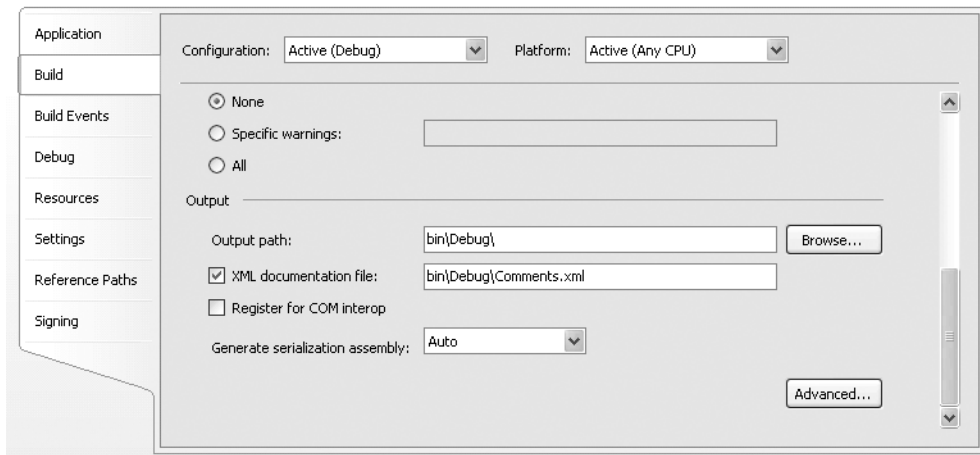 Application
Build
Build Events
Debug
Resources
Settings
Reference Paths
Signing
Configuration: Active (Debug) Platform: Active (Any CPU)
None
Specific warnings:
All
Output
Output path: bin\Debug\ Browse...
XML documentation file: bin\Debug\Comments.xml
Register for COM interop
Generate serialization assembly: Auto
Advanced...